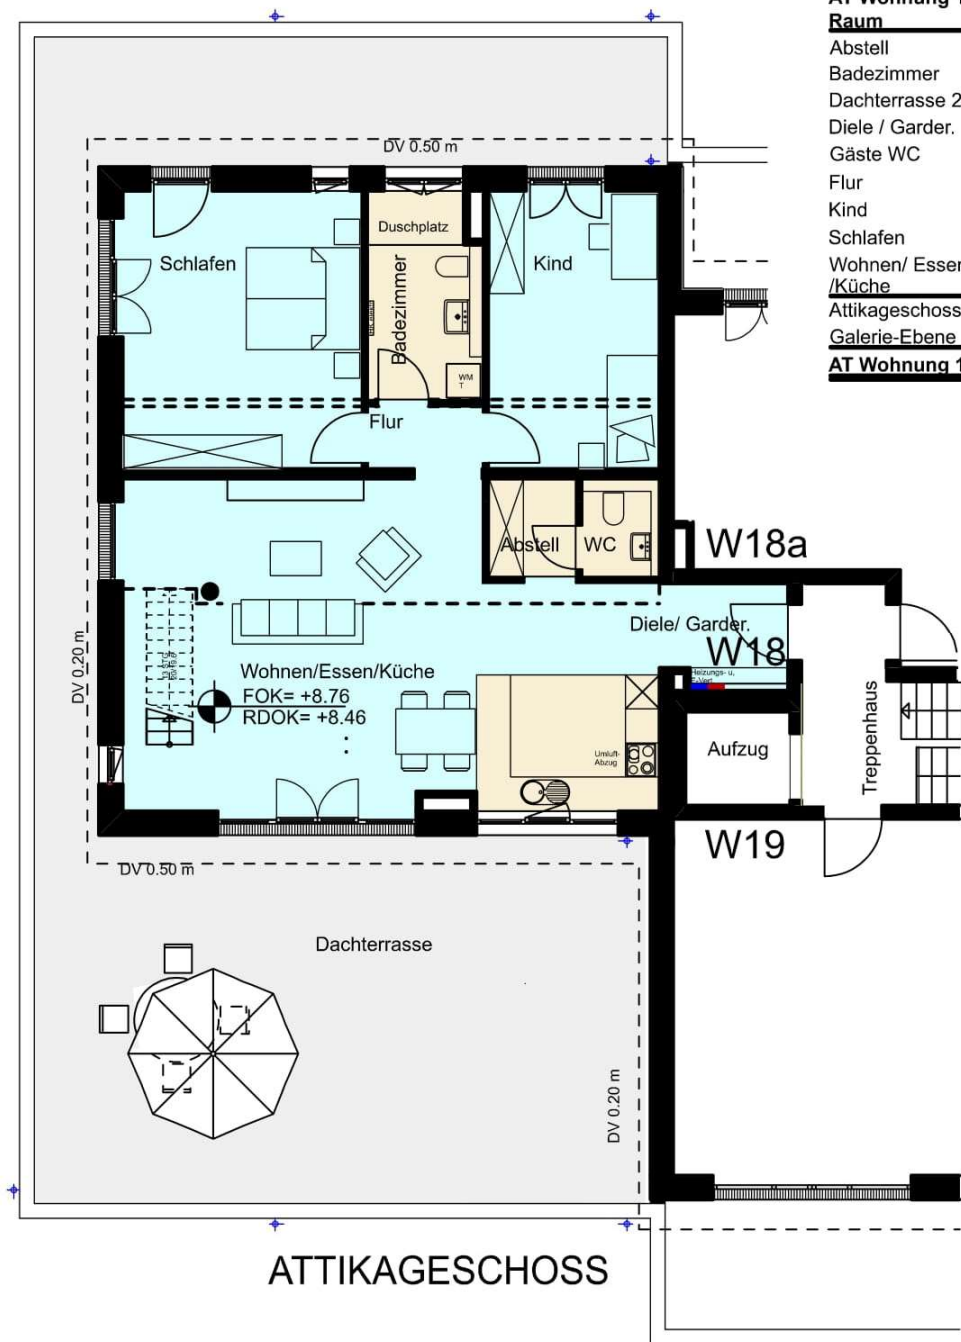 AT Wohnung 1
Raum
Abstell
Badezimmer
Dachterrasse 2
Diele / Garder.
Gäste WC
Flur
Kind
Schlafen
Wohnen/ Essen
/Küche
Attikageschoss
Galerie-Ebene
AT Wohnung 1
DV 0.50 m
Duschplatz
Schlafen
Badezimmer
Kind
WM
T
Flur
Abstell
WC
W18a
Diele/ Garder.
W18
Heizungs- u.
E-Vert.
DV 0.20 m
Wohnen/Essen/Küche
FOK= +8.76
RDOK= +8.46
Umluft-
Abzug
Aufzug
Treppenhaus
W19
DV 0.50 m
Dachterrasse
DV 0.20 m
ATTIKAGESCHOSS